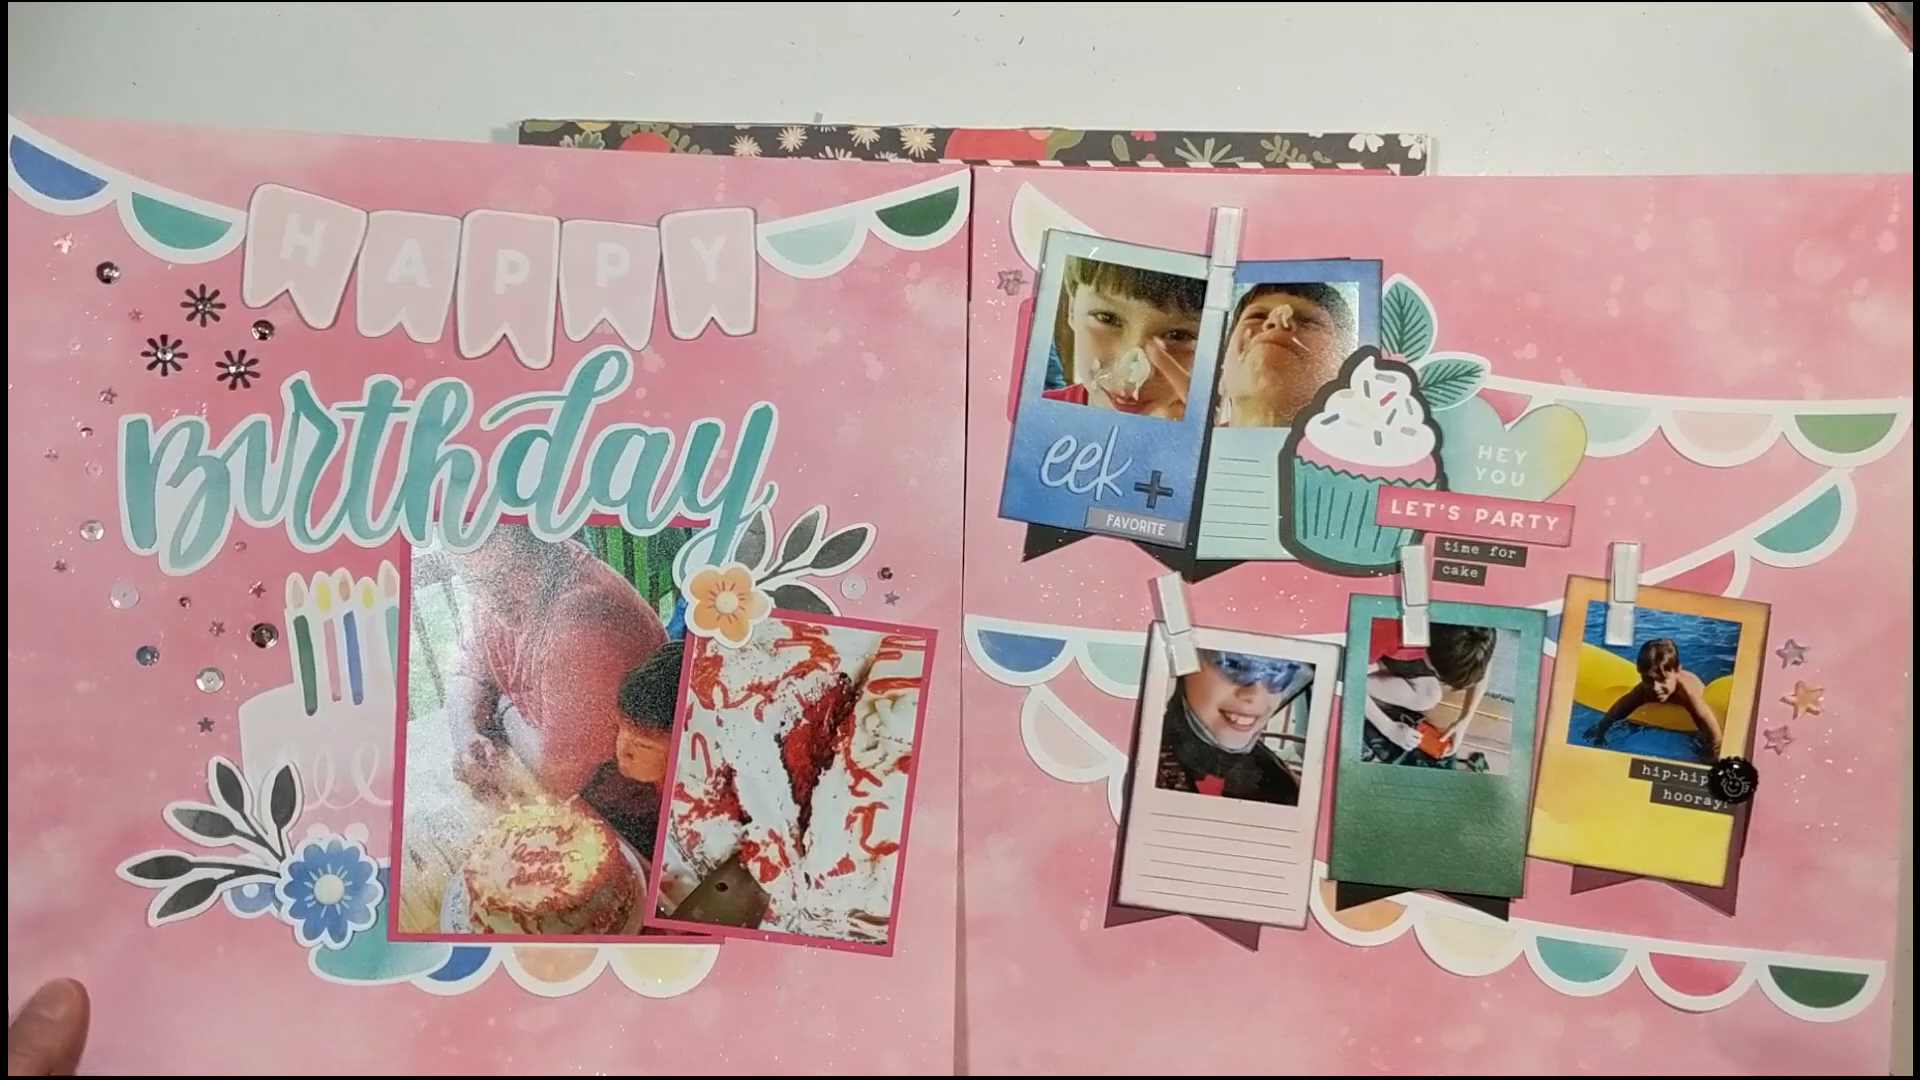 HAPPY
Birthday
eek +
FAVORITE
HEY
YOU
LET'S PARTY
time for
cake
hip-hip
hooray!